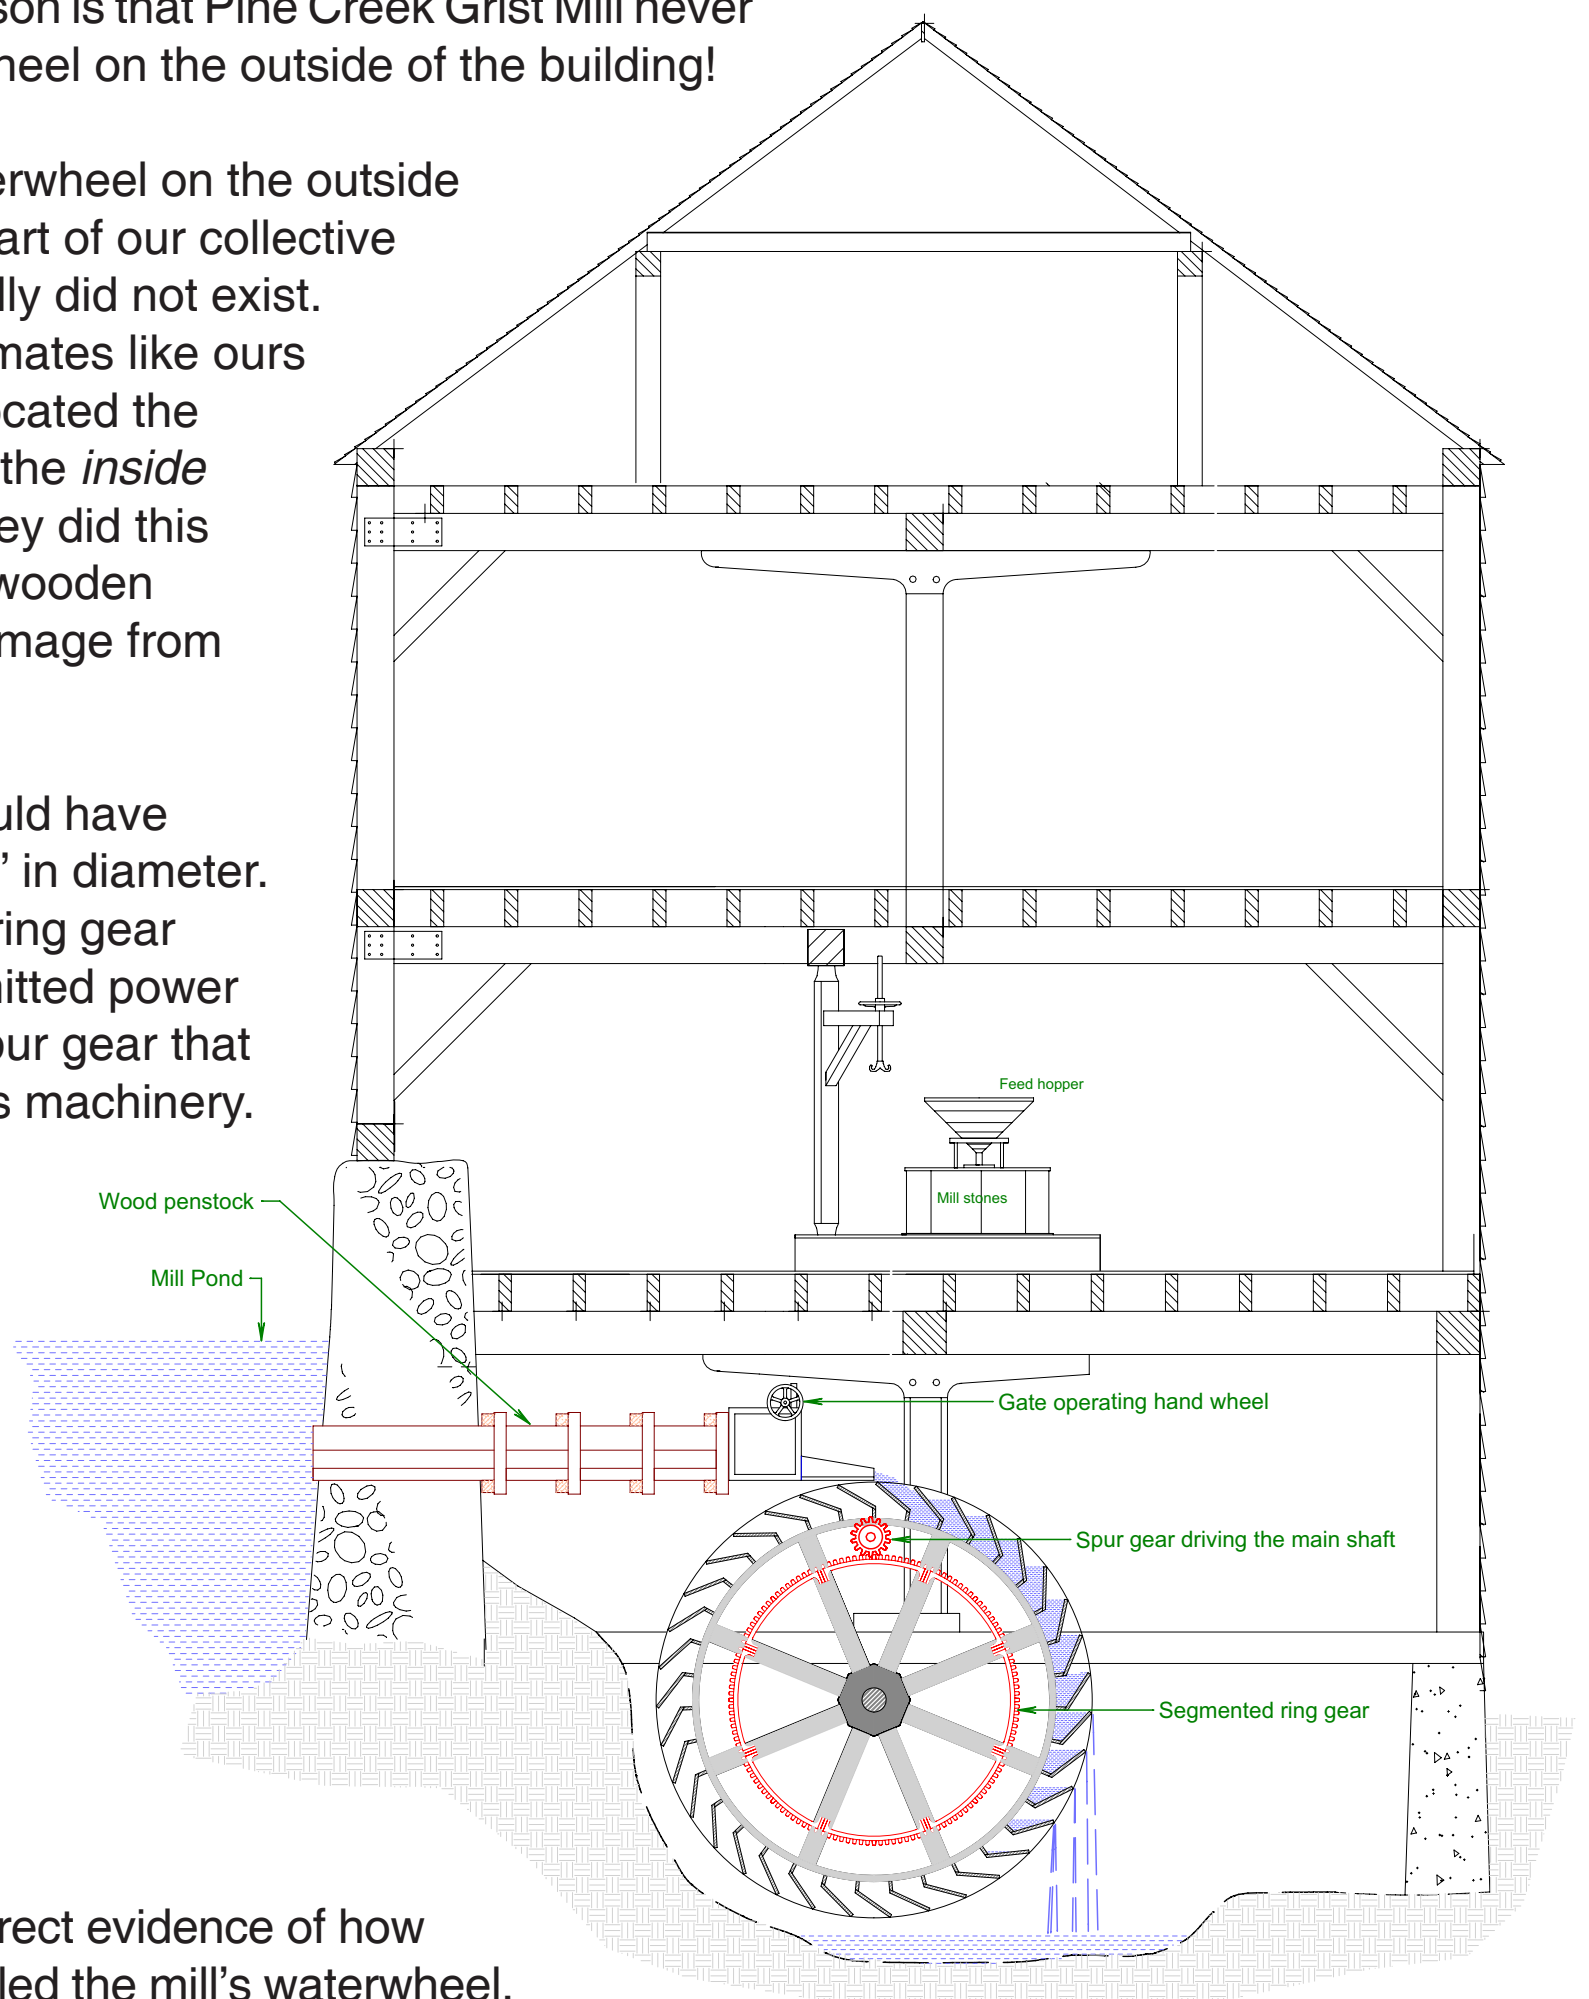 son is that Pine Creek Grist Mill never
heel on the outside of the building!
erwheel on the outside
art of our collective
lly did not exist.
mates like ours
ocated the
the inside
ey did this
wooden
mage from
uld have
’ in diameter.
ring gear
nitted power
our gear that
s machinery.
Feed hopper
Mill stones
Wood penstock
Mill Pond
Gate operating hand wheel
Spur gear driving the main shaft
Segmented ring gear
rect evidence of how
led the mill’s waterwheel.